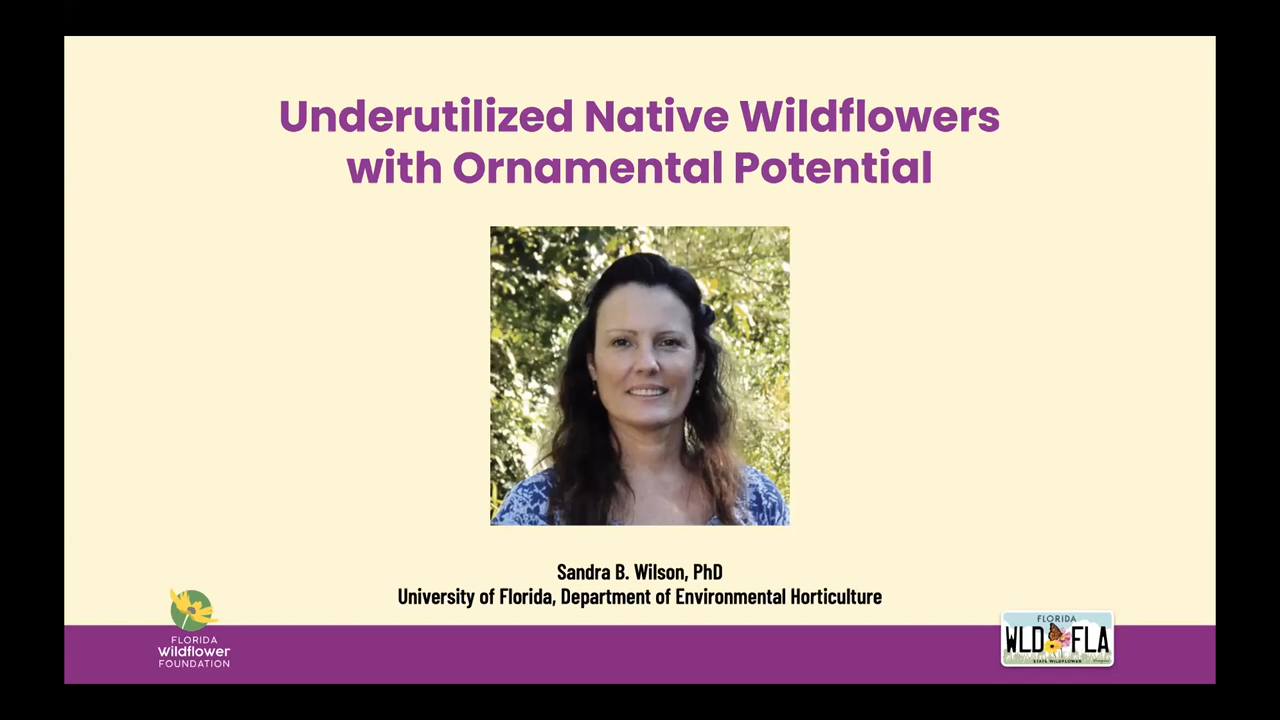 Underutilized Native Wildflowers
with Ornamental Potential
Sandra B. Wilson, PhD
University of Florida, Department of Environmental Horticulture
FLORIDA
wildflower
FOUNDATION
FLORIDA
WLD FLA
STATE WILDFLOWER